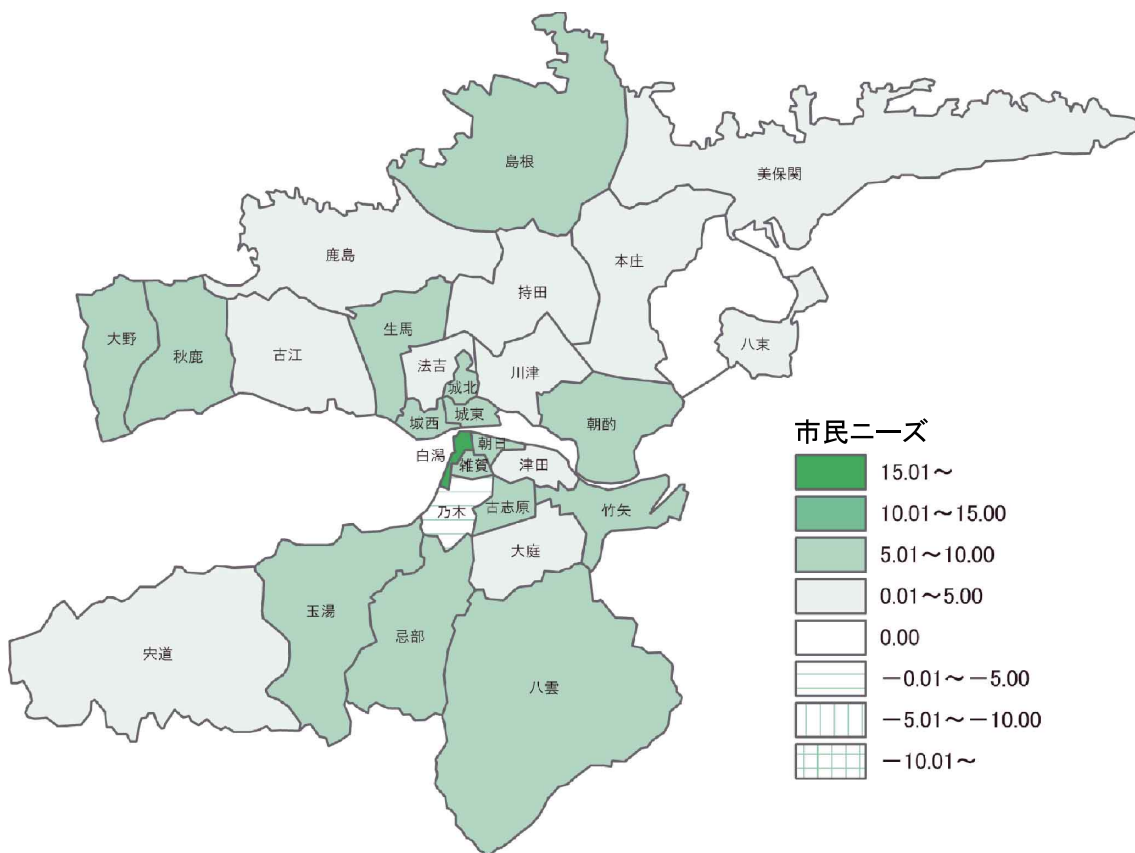 島根
美保関
鹿島
本庄
持田
大野
秋鹿
古江
生馬
八束
法吉
川津
城北
城西
城東
朝酌
白潟
朝日
雑賀
津田
乃木
古志原
竹矢
大庭
玉湯
忌部
宍道
八雲
市民ニーズ
15.01～
10.01～15.00
5.01～10.00
0.01～5.00
0.00
－0.01～－5.00
－5.01～－10.00
－10.01～